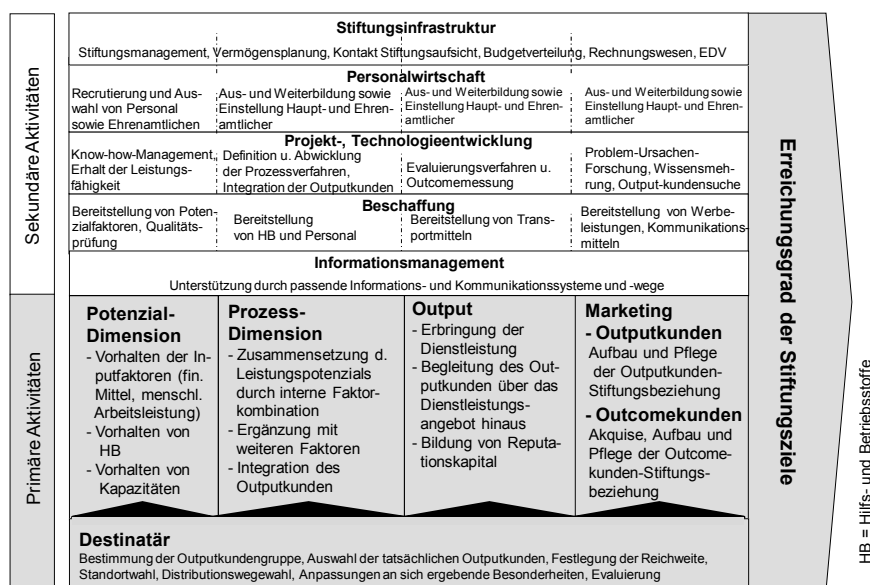 Stiftungsinfrastruktur
Stiftungsmanagement, Vermögensplanung, Kontakt Stiftungsaufsicht, Budgetverteilung, Rechnungswesen, EDV
Personalwirtschaft
Recrutierung und Aus-
wahl von Personal
sowie Ehrenamtlichen
Aus- und Weiterbildung sowie
Einstellung Haupt- und Ehren-
amtlicher
Aus- und Weiterbildung sowie
Einstellung Haupt- und Ehren-
amtlicher
Aus- und Weiterbildung sowie
Einstellung Haupt- und Ehren-
amtlicher
Projekt-, Technologieentwicklung
Know-how-Management,
Erhalt der Leistungs-
fähigkeit
Definition u. Abwicklung
der Prozessverfahren,
Integration der Outputkunden
Evaluierungsverfahren u.
Outcomemessung
Problem-Ursachen-
Forschung, Wissensmeh-
rung, Output-kundensuche
Beschaffung
Bereitstellung von Poten-
zialfaktoren, Qualitäts-
prüfung
Bereitstellung
von HB und Personal
Bereitstellung von Trans-
portmitteln
Bereitstellung von Werbe-
leistungen, Kommunikations-
mitteln
Informationsmanagement
Unterstützung durch passende Informations- und Kommunikationssysteme und -wege
Sekundäre Aktivitäten
Primäre Aktivitäten
Potenzial-
Dimension
- Vorhalten der In-
putfaktoren (fin.
Mittel, menschl.
Arbeitsleistung)
- Vorhalten von
HB
- Vorhalten von
Kapazitäten
Prozess-
Dimension
- Zusammensetzung d.
Leistungspotenzials
durch interne Faktor-
kombination
- Ergänzung mit
weiteren Faktoren
- Integration des
Outputkunden
Output
- Erbringung der
Dienstleistung
- Begleitung des Out-
putkunden über das
Dienstleistungs-
angebot hinaus
- Bildung von Reputa-
tionskapital
Marketing
- Outputkunden
Aufbau und Pflege
der Outputkunden-
Stiftungsbeziehung
- Outcomekunden
Akquise, Aufbau und
Pflege der Outcome-
kunden-Stiftungs-
beziehung
Destinatär
Bestimmung der Outputkundengruppe, Auswahl der tatsächlichen Outputkunden, Festlegung der Reichweite,
Standortwahl, Distributionswegewahl, Anpassungen an sich ergebende Besonderheiten, Evaluierung
Erreichungsgrad der Stiftungsziele
HB = Hilfs- und Betriebsstoffe